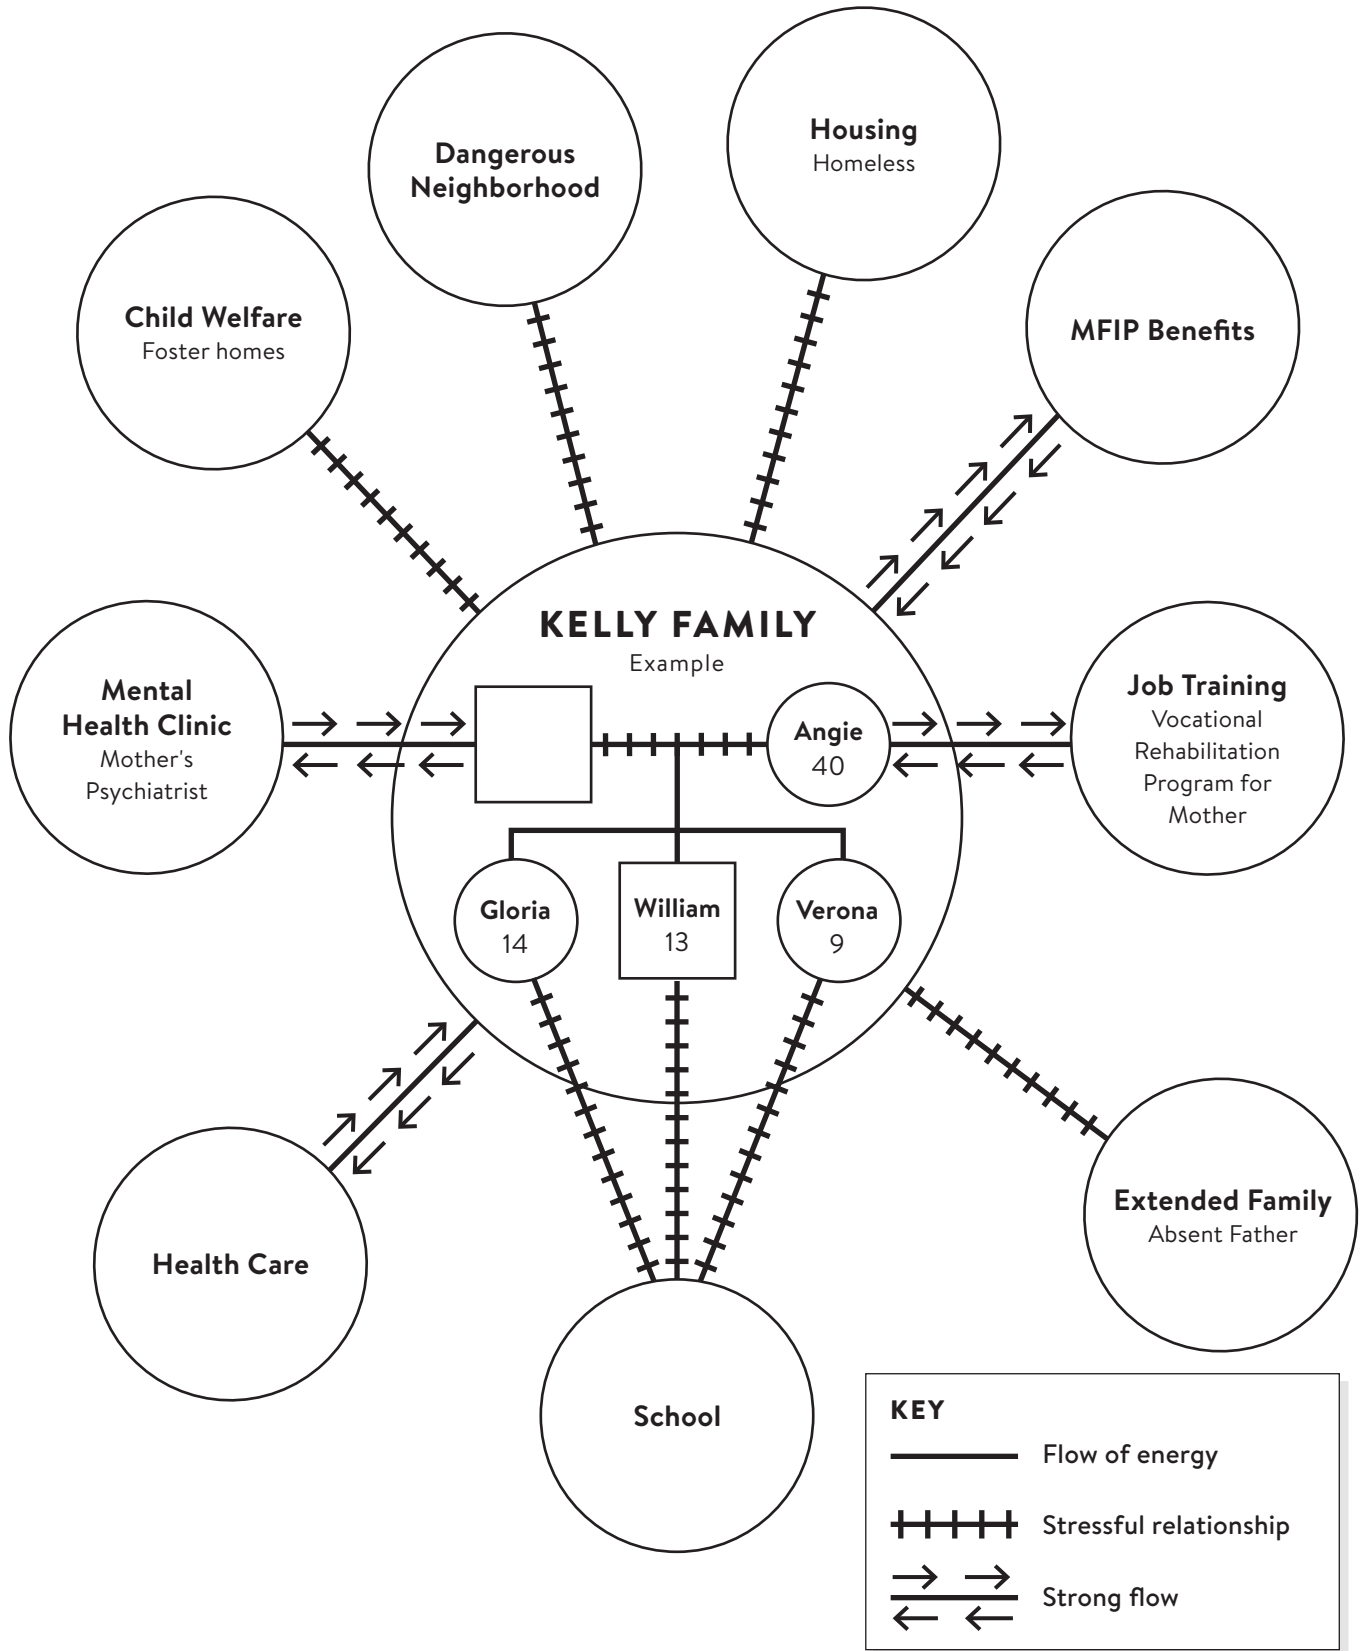 Housing
Homeless
Dangerous
Neighborhood
Child Welfare
Foster homes
MFIP Benefits
KELLY FAMILY
Example
Mental
Health Clinic
Mother's
Psychiatrist
Angie
40
Job Training
Vocational
Rehabilitation
Program for
Mother
Gloria
14
William
13
Verona
9
Health Care
Extended Family
Absent Father
School
KEY
Flow of energy
Stressful relationship
Strong flow